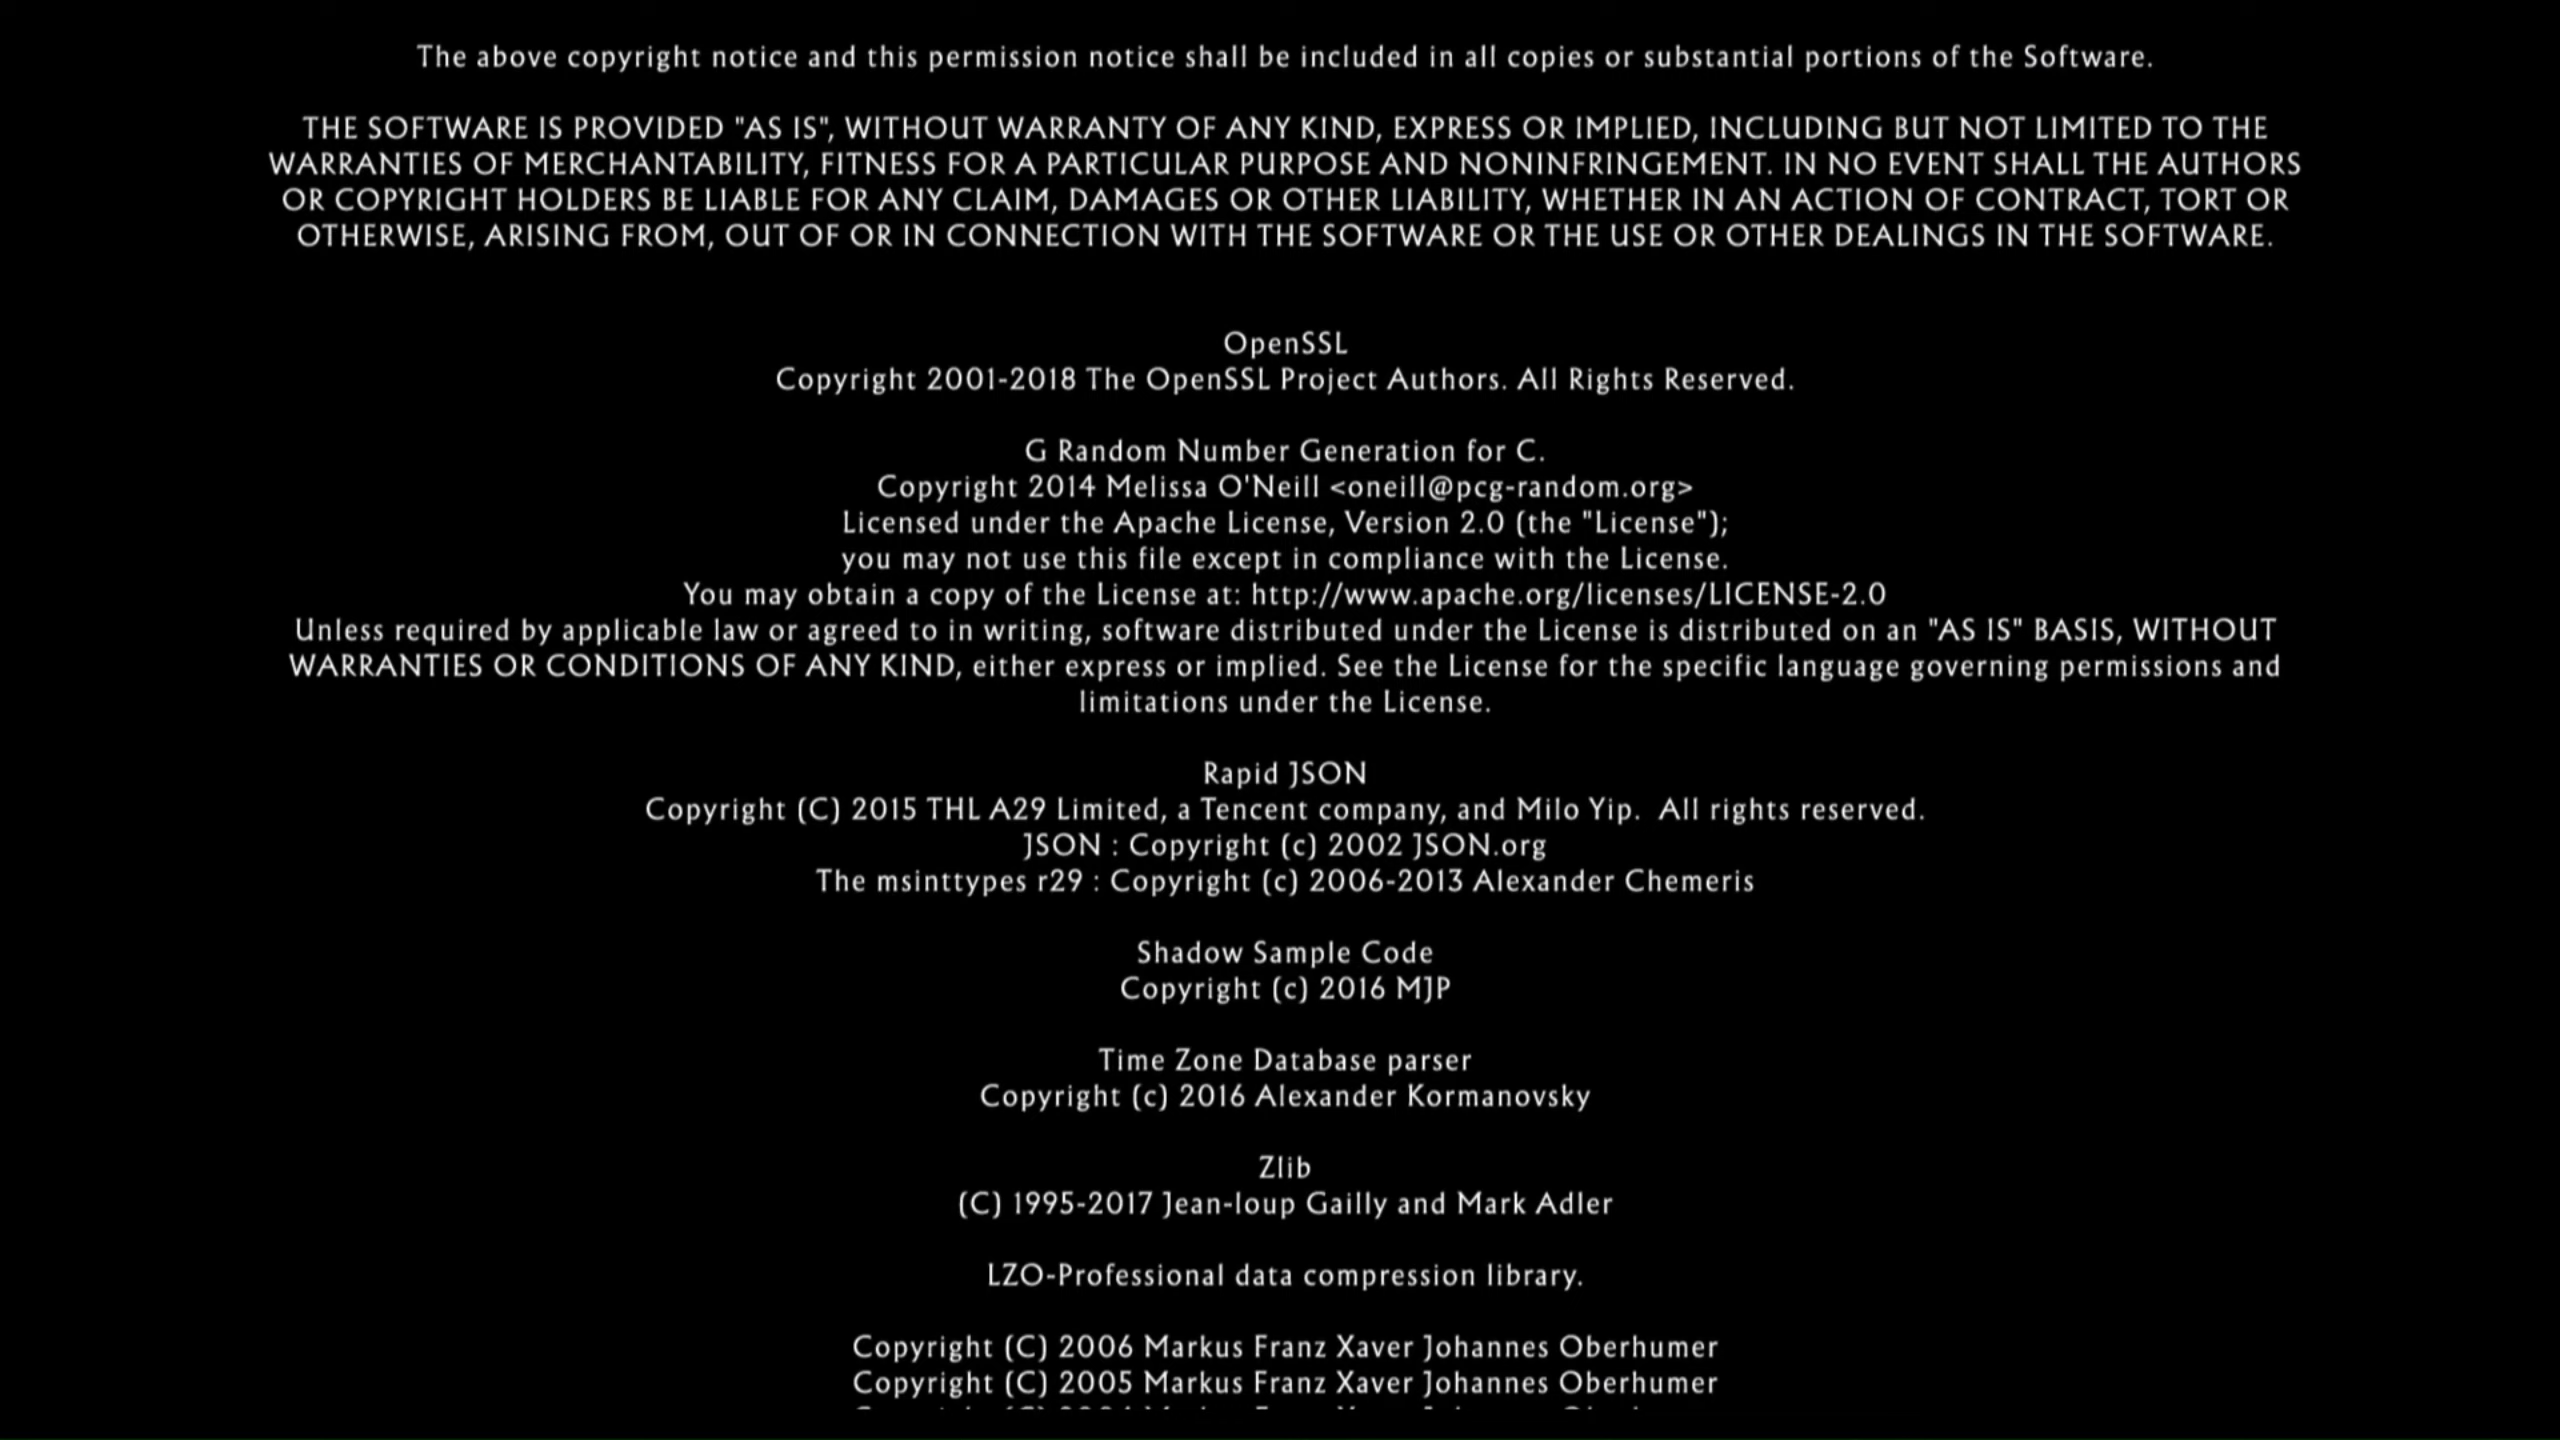 The above copyright notice and this permission notice shall be included in all copies or substantial portions of the Software.
THE SOFTWARE IS PROVIDED "AS IS", WITHOUT WARRANTY OF ANY KIND, EXPRESS OR IMPLIED, INCLUDING BUT NOT LIMITED TO THE
WARRANTIES OF MERCHANTABILITY, FITNESS FOR A PARTICULAR PURPOSE AND NONINFRINGEMENT. IN NO EVENT SHALL THE AUTHORS
OR COPYRIGHT HOLDERS BE LIABLE FOR ANY CLAIM, DAMAGES OR OTHER LIABILITY, WHETHER IN AN ACTION OF CONTRACT, TORT OR
OTHERWISE, ARISING FROM, OUT OF OR IN CONNECTION WITH THE SOFTWARE OR THE USE OR OTHER DEALINGS IN THE SOFTWARE.
OpenSSL
Copyright 2001-2018 The OpenSSL Project Authors. All Rights Reserved.
G Random Number Generation for C.
Copyright 2014 Melissa O'Neill <oneill@pcg-random.org>
Licensed under the Apache License, Version 2.0 (the "License");
you may not use this file except in compliance with the License.
You may obtain a copy of the License at: http://www.apache.org/licenses/LICENSE-2.0
Unless required by applicable law or agreed to in writing, software distributed under the License is distributed on an "AS IS" BASIS, WITHOUT
WARRANTIES OR CONDITIONS OF ANY KIND, either express or implied. See the License for the specific language governing permissions and
limitations under the License.
Rapid JSON
Copyright (C) 2015 THL A29 Limited, a Tencent company, and Milo Yip.  All rights reserved.
JSON : Copyright (c) 2002 JSON.org
The msinttypes r29 : Copyright (c) 2006-2013 Alexander Chemeris
Shadow Sample Code
Copyright (c) 2016 MJP
Time Zone Database parser
Copyright (c) 2016 Alexander Kormanovsky
Zlib
(C) 1995-2017 Jean-loup Gailly and Mark Adler
LZO-Professional data compression library.
Copyright (C) 2006 Markus Franz Xaver Johannes Oberhumer
Copyright (C) 2005 Markus Franz Xaver Johannes Oberhumer